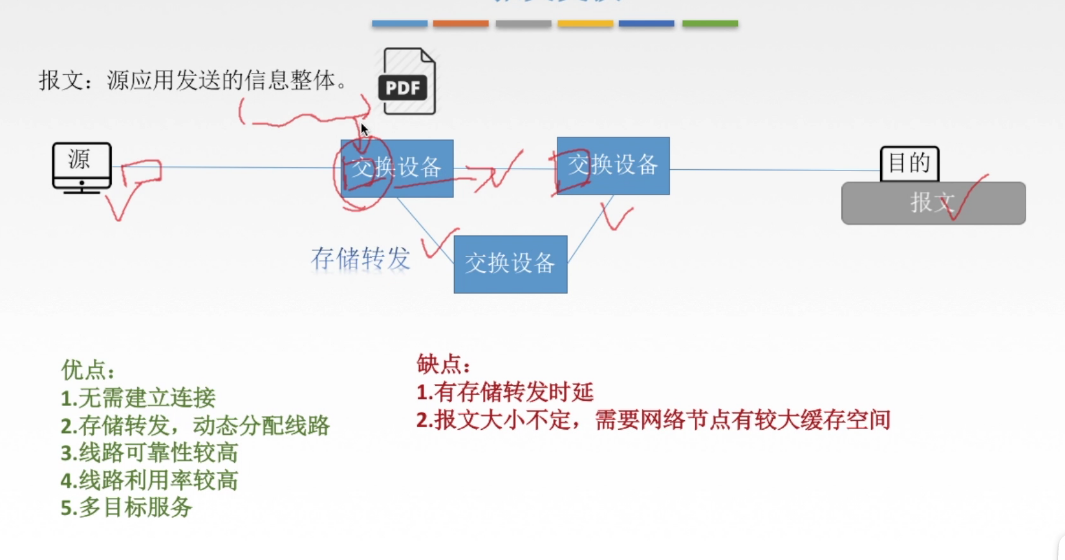 报文：源应用发送的信息整体。
PDF
源
交换设备
交换设备
目的
报文
存储转发
交换设备
优点：
1.无需建立连接
2.存储转发，动态分配线路
3.线路可靠性较高
4.线路利用率较高
5.多目标服务
缺点：
1.有存储转发时延
2.报文大小不定，需要网络节点有较大缓存空间